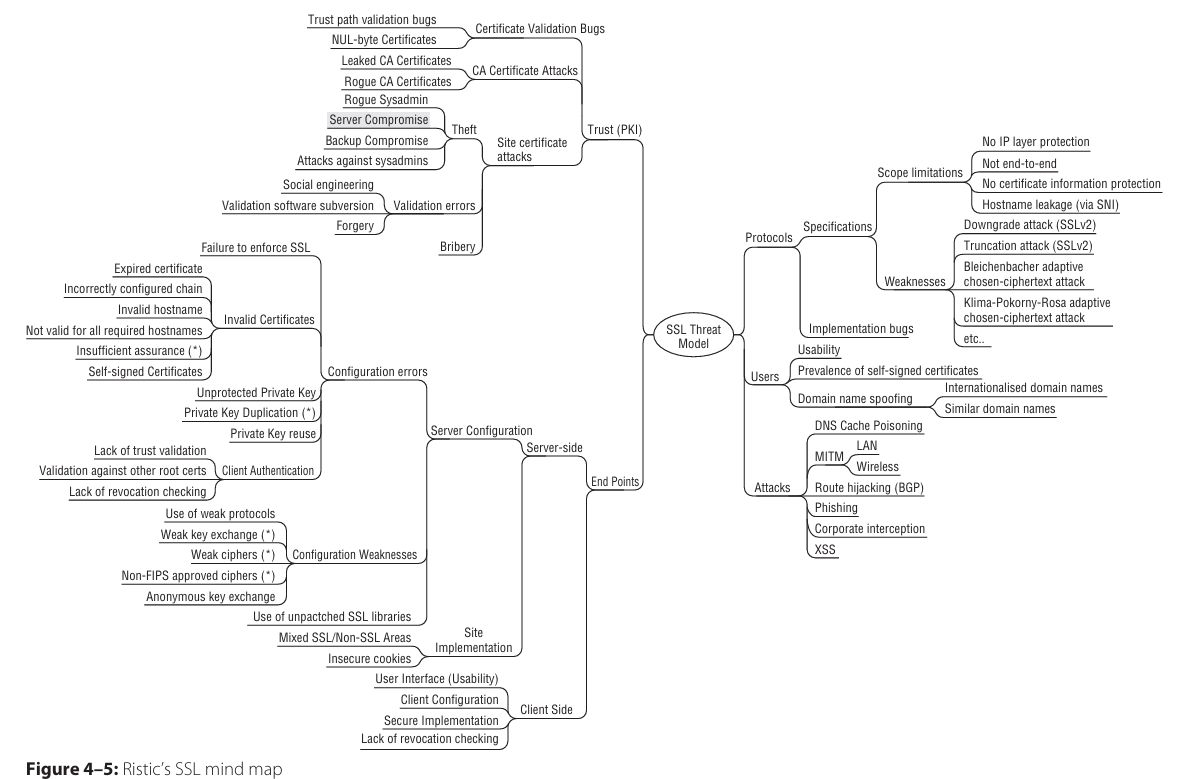 Trust path validation bugs
NUL-byte Certificates
Certificate Validation Bugs
Leaked CA Certificates
Rogue CA Certificates
CA Certificate Attacks
Rogue Sysadmin
Server Compromise
Backup Compromise
Attacks against sysadmins
Theft
Site certificate
attacks
Trust (PKI)
Social engineering
Validation software subversion
Forgery
Validation errors
Bribery
Failure to enforce SSL
Expired certificate
Incorrectly configured chain
Invalid hostname
Not valid for all required hostnames
Insufficient assurance (*)
Self-signed Certificates
Invalid Certificates
Configuration errors
Unprotected Private Key
Private Key Duplication (*)
Private Key reuse
Lack of trust validation
Validation against other root certs
Lack of revocation checking
Client Authentication
Server Configuration
Server-side
End Points
Use of weak protocols
Weak key exchange (*)
Weak ciphers (*)
Non-FIPS approved ciphers (*)
Anonymous key exchange
Configuration Weaknesses
Use of unpactched SSL libraries
Mixed SSL/Non-SSL Areas
Insecure cookies
Site
Implementation
User Interface (Usability)
Client Configuration
Secure Implementation
Lack of revocation checking
Client Side
SSL Threat
Model
Protocols
Specifications
Scope limitations
No IP layer protection
Not end-to-end
No certificate information protection
Hostname leakage (via SNI)
Weaknesses
Downgrade attack (SSLv2)
Truncation attack (SSLv2)
Bleichenbacher adaptive
chosen-ciphertext attack
Klima-Pokorny-Rosa adaptive
chosen-ciphertext attack
etc..
Implementation bugs
Users
Usability
Prevalence of self-signed certificates
Domain name spoofing
Internationalised domain names
Similar domain names
Attacks
DNS Cache Poisoning
MITM
LAN
Wireless
Route hijacking (BGP)
Phishing
Corporate interception
XSS
Figure 4–5: Ristic's SSL mind map